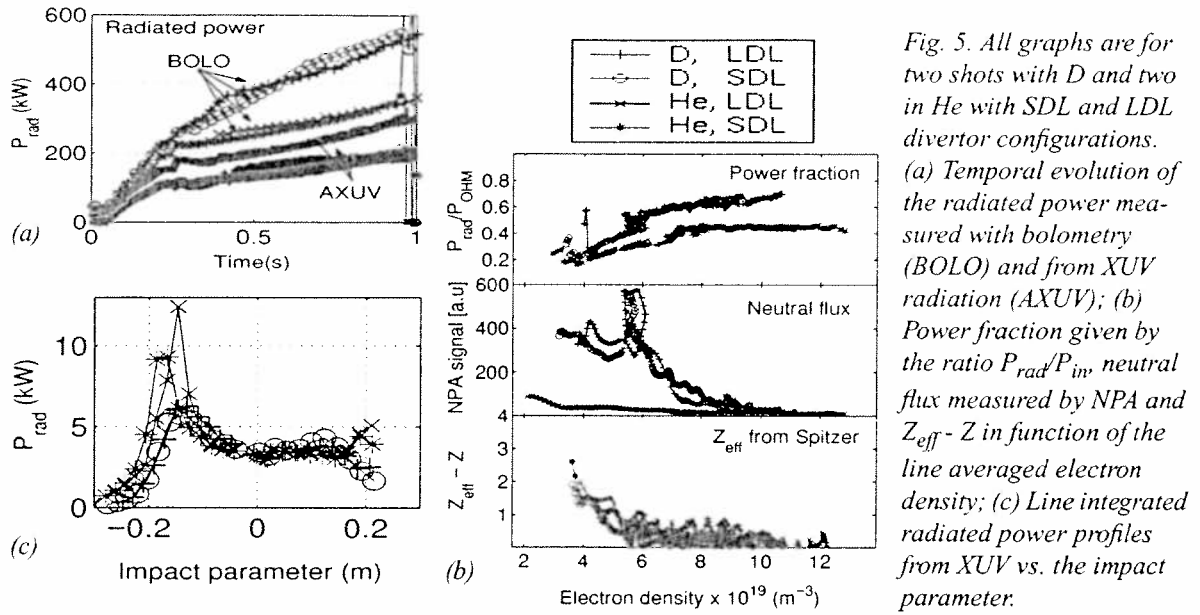 600
400
200
0
P_rad (kW)
Radiated power
BOLO
AXUV
0
0.5
1
(a)
Time(s)
10
5
0
P_rad (kW)
−0.2
0
0.2
(c)
Impact parameter (m)
D, LDL
D, SDL
He, LDL
He, SDL
0.8
0.6
0.4
0.2
P_rad/P_OHM
Power fraction
600
400
200
NPA signal [a.u]
Neutral flux
4
3
2
1
Z_eff − Z
Z_eff from Spitzer
2
4
6
8
10
12
(b)
Electron density x 10^19 (m^−3)
Fig. 5. All graphs are for
two shots with D and two
in He with SDL and LDL
divertor configurations.
(a) Temporal evolution of
the radiated power mea-
sured with bolometry
(BOLO) and from XUV
radiation (AXUV); (b)
Power fraction given by
the ratio P_rad/P_in, neutral
flux measured by NPA and
Z_eff - Z in function of the
line averaged electron
density; (c) Line integrated
radiated power profiles
from XUV vs. the impact
parameter.